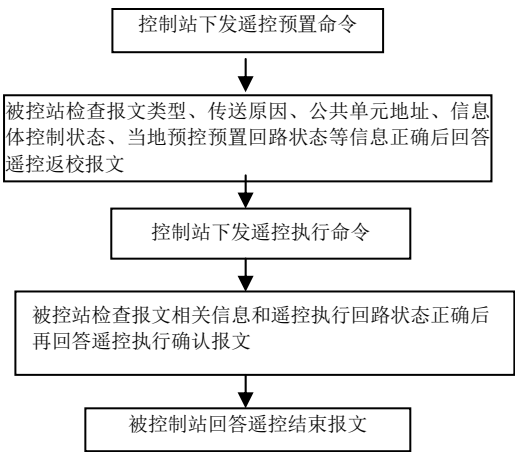 控制站下发遥控预置命令
被控站检查报文类型、传送原因、公共单元地址、信息
体控制状态、当地预控预置回路状态等信息正确后回答
遥控返校报文
控制站下发遥控执行命令
被控站检查报文相关信息和遥控执行回路状态正确后
再回答遥控执行确认报文
被控制站回答遥控结束报文